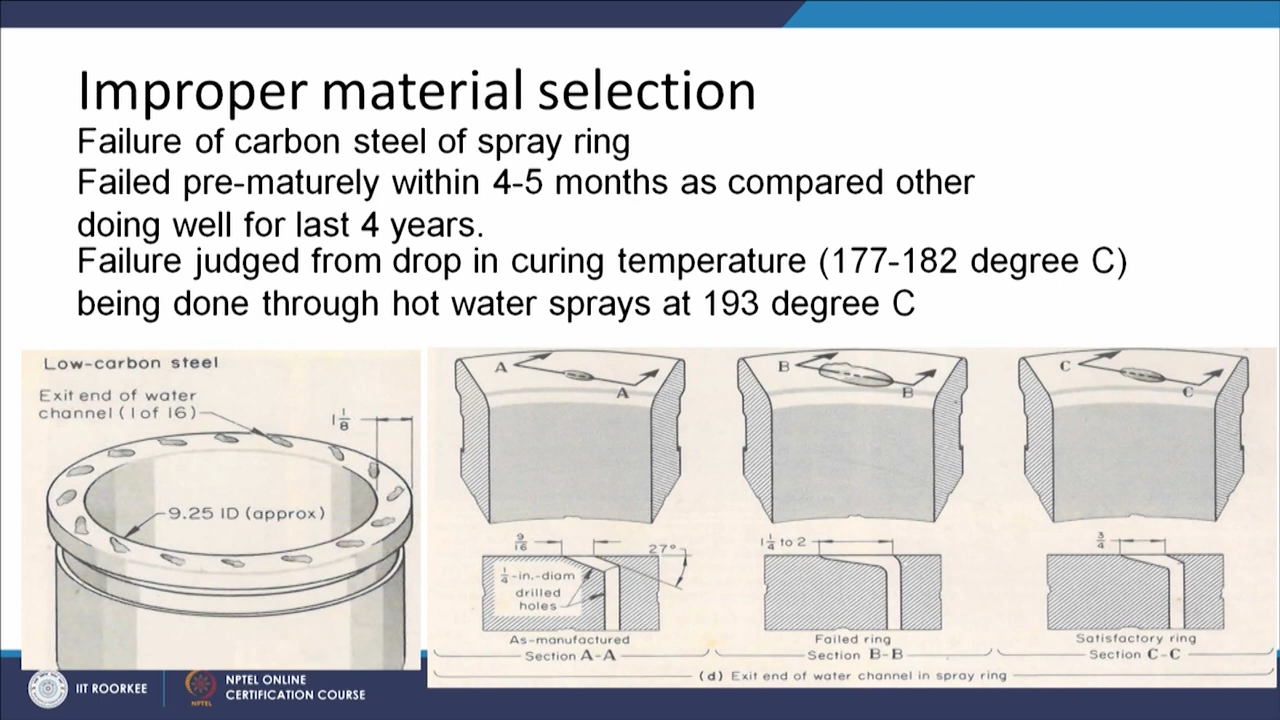 Improper material selection
Failure of carbon steel of spray ring
Failed pre-maturely within 4-5 months as compared other
doing well for last 4 years.
Failure judged from drop in curing temperature (177-182 degree C)
being done through hot water sprays at 193 degree C
Low-carbon steel
Exit end of water
channel (1 of 16)
1 1/8
9.25 ID (approx)
A
A
9/16
27°
1/4-in.-diam
drilled
holes
As-manufactured
Section A-A
B
B
1 1/4 to 2
Failed ring
Section B-B
C
C
3/4
Satisfactory ring
Section C-C
(d) Exit end of water channel in spray ring
IIT ROORKEE
NPTEL
NPTEL ONLINE
CERTIFICATION COURSE